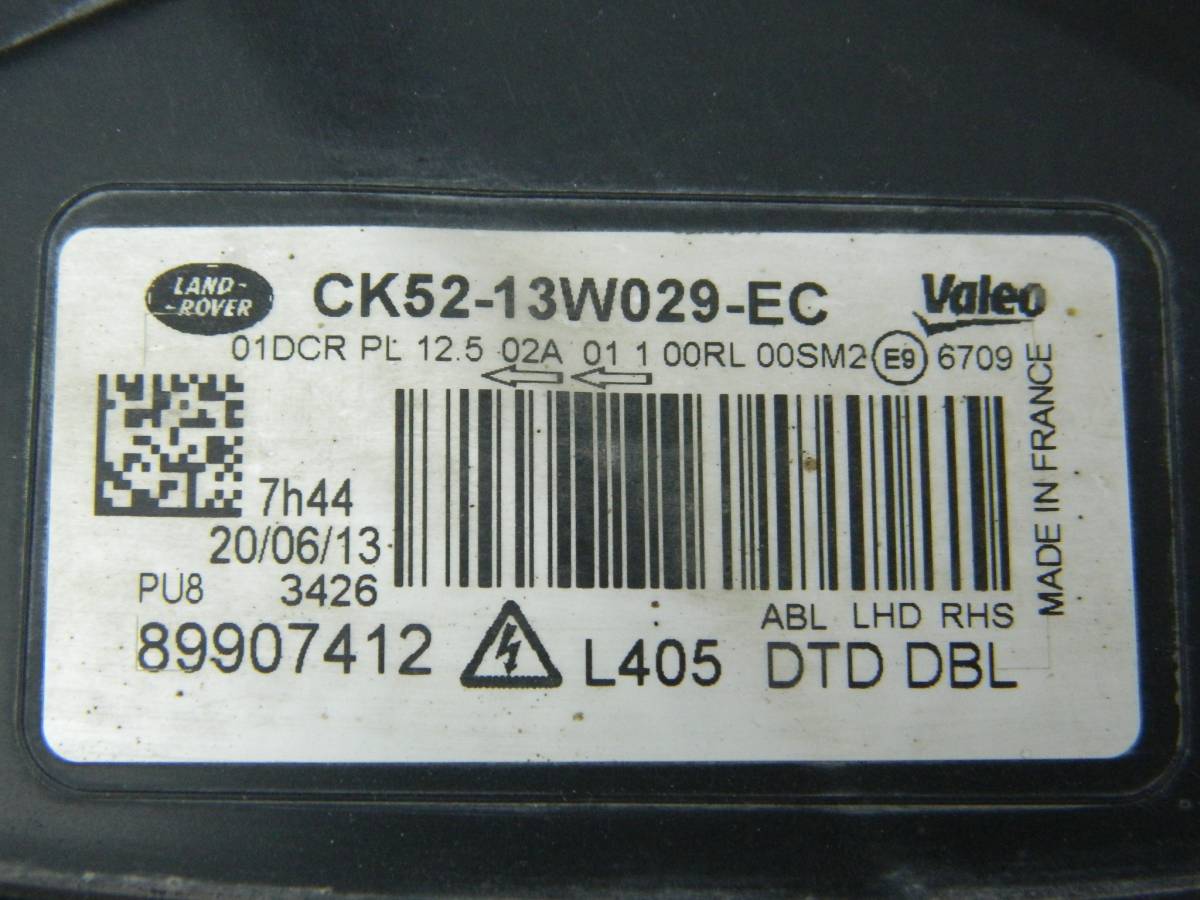 LAND-
-ROVER
CK52-13W029-EC
Valeo
01DCR PL 12.5 02A 01 1 00RL 00SM2 E9 6709
7h44
20/06/13
PU8 3426
MADE IN FRANCE
ABL LHD RHS
89907412 L405 DTD DBL